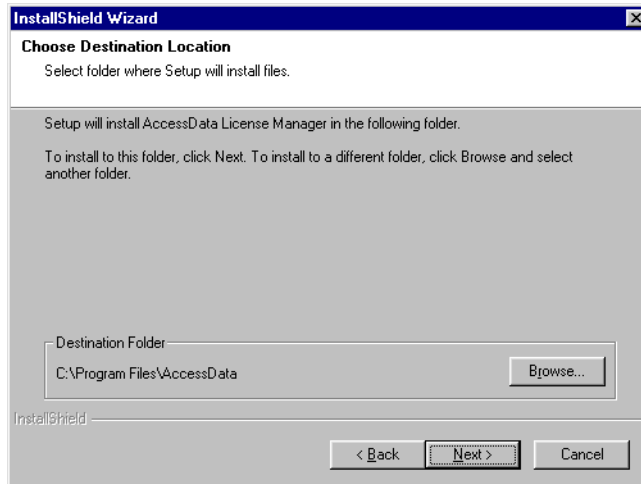 InstallShield Wizard
Choose Destination Location
Select folder where Setup will install files.
Setup will install AccessData License Manager in the following folder.
To install to this folder, click Next. To install to a different folder, click Browse and select
another folder.
Destination Folder
C:\Program Files\AccessData
Browse...
InstallShield
< Back
Next >
Cancel